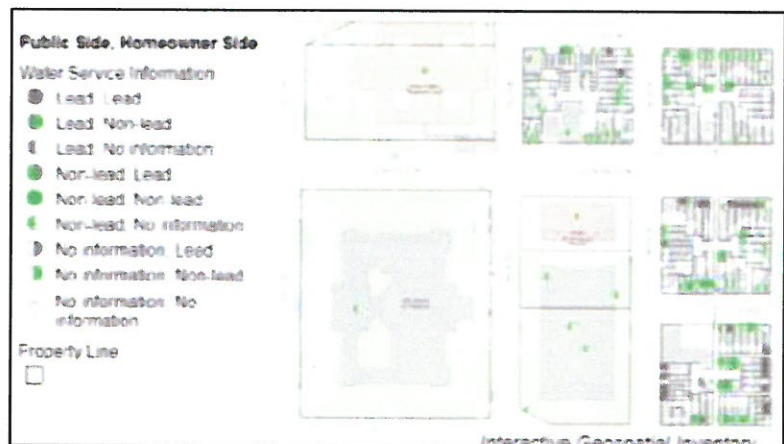 Public Side, Homeowner Side
Water Service Information
Lead, Lead
Lead, Non-lead
Lead, No information
Non-lead, Lead
Non-lead, Non-lead
Non-lead, No information
No information, Lead
No information, Non-lead
No information, No
information
Property Line
Interactive Geospatial Inventory